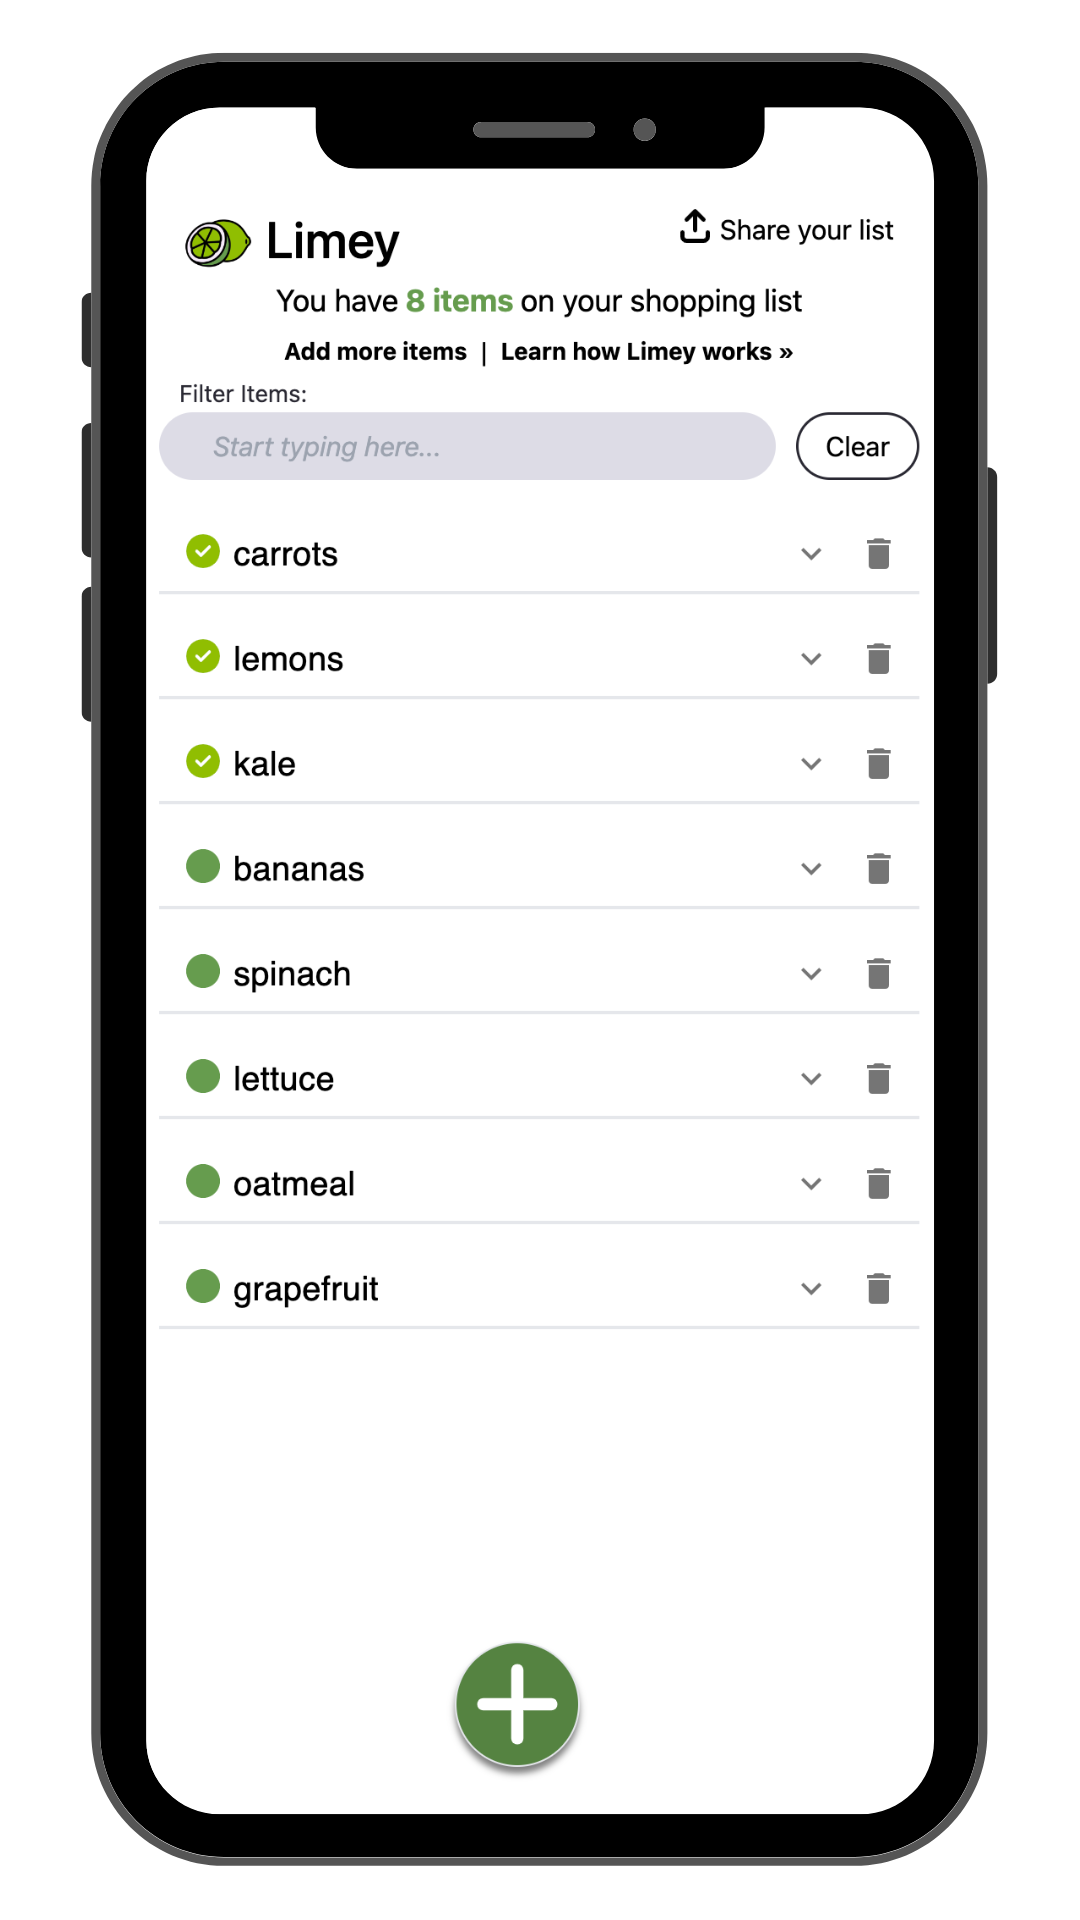 Limey
Share your list
You have 8 items on your shopping list
Add more items | Learn how Limey works »
Filter Items:
Start typing here...
Clear
carrots
lemons
kale
bananas
spinach
lettuce
oatmeal
grapefruit